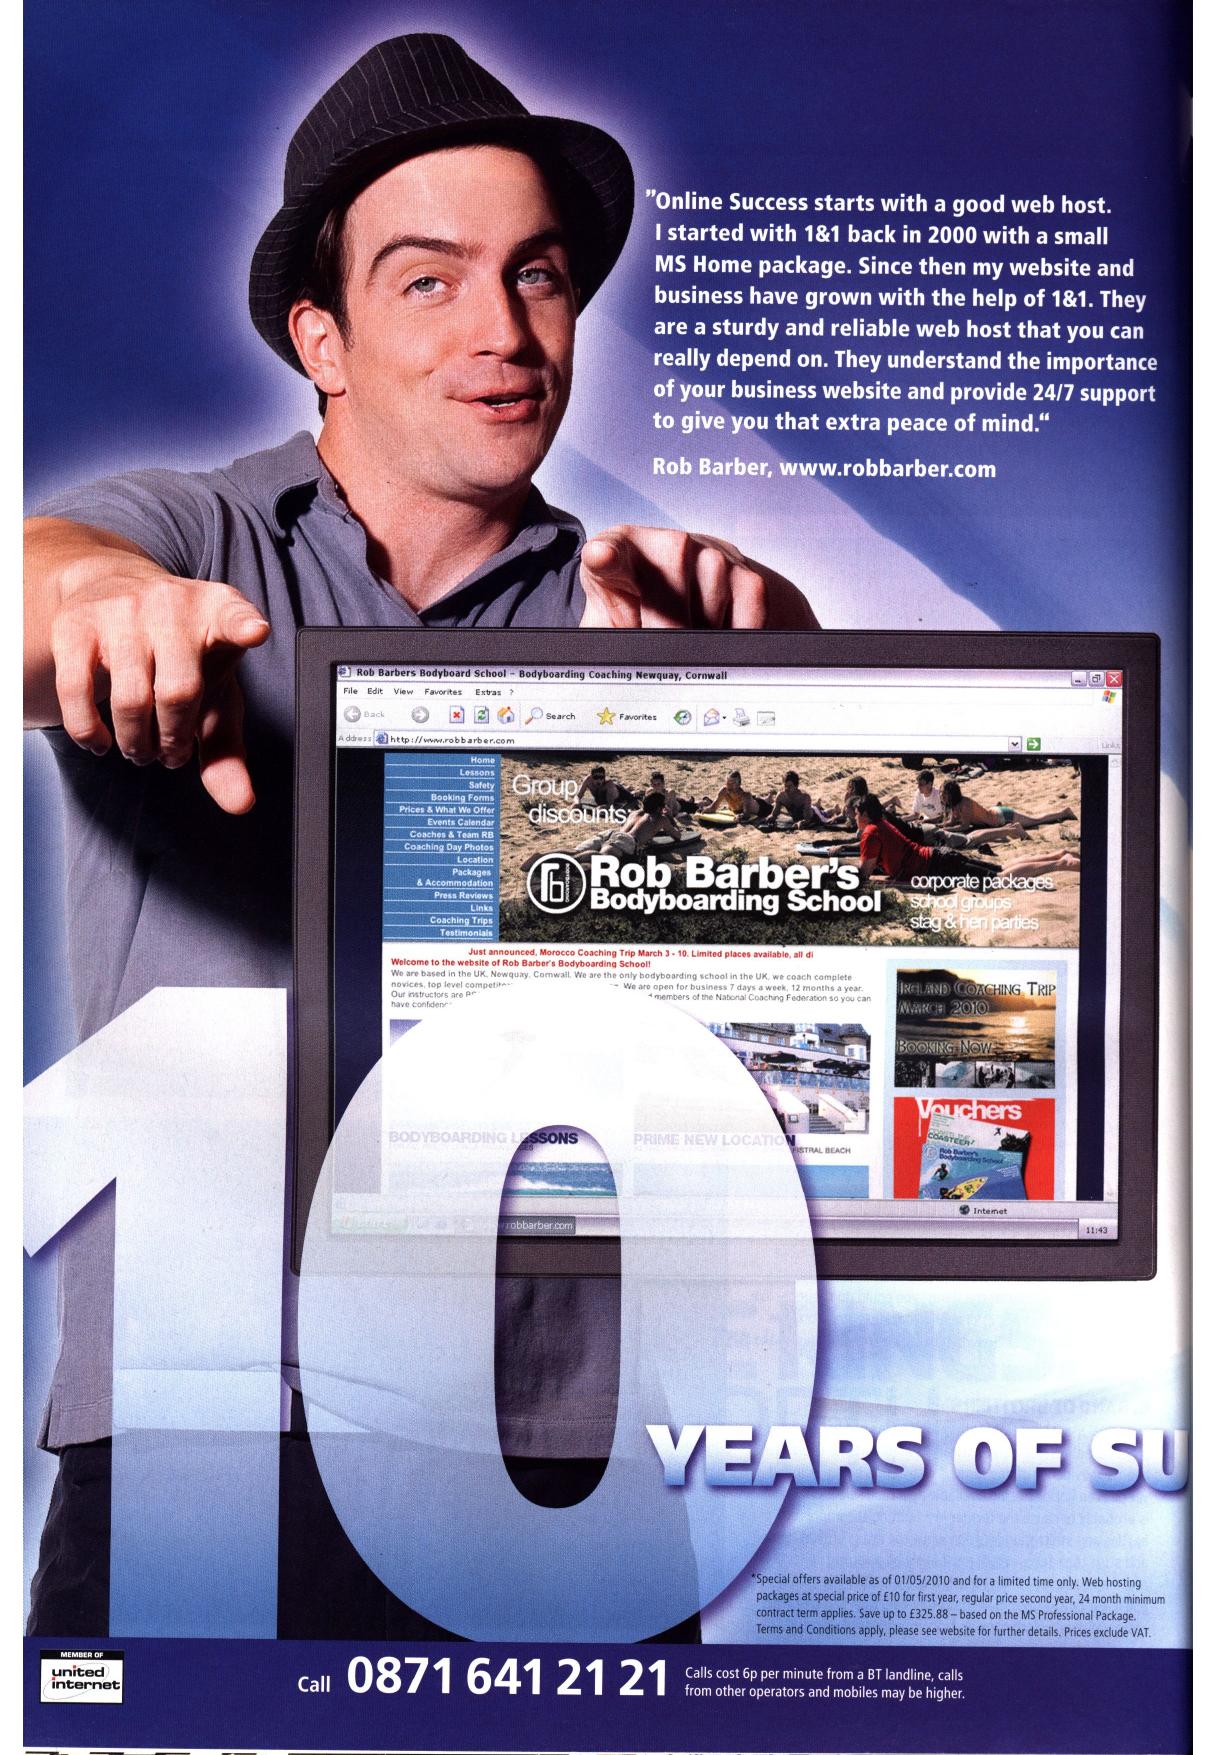 "Online Success starts with a good web host.
I started with 1&1 back in 2000 with a small
MS Home package. Since then my website and
business have grown with the help of 1&1. They
are a sturdy and reliable web host that you can
really depend on. They understand the importance
of your business website and provide 24/7 support
to give you that extra peace of mind."
Rob Barber, www.robbarber.com
Rob Barbers Bodyboard School - Bodyboarding Coaching Newquay, Cornwall
File Edit View Favorites Extras ?
Back Search Favorites
Address http://www.robbarber.com Links
Home
Lessons
Safety
Booking Forms
Prices & What We Offer
Events Calendar
Coaches & Team RB
Coaching Day Photos
Location
Packages
& Accommodation
Press Reviews
Links
Coaching Trips
Testimonials
Group
discounts
Rob Barber's
Bodyboarding School
corporate packages
school groups
stag & hen parties
Just announced, Morocco Coaching Trip March 3 - 10. Limited places available, all di
Welcome to the website of Rob Barber's Bodyboarding School!
We are based in the UK, Newquay, Cornwall. We are the only bodyboarding school in the UK, we coach complete
novices, top level We are open for business 7 days a week, 12 months a year.
Our instructors are members of the National Coaching Federation so you can
have
IRELAND COACHING TRIP
MARCH 2010
BOOKING NOW
Vouchers
COASTEER
Rob Barber's
Bodyboarding School
BODYBOARDING LESSONS
PRIME NEW LOCATION
FISTRAL BEACH
Internet
robbarber.com
11:43
10
YEARS OF SU
*Special offers available as of 01/05/2010 and for a limited time only. Web hosting
packages at special price of £10 for first year, regular price second year, 24 month minimum
contract term applies. Save up to £325.88 – based on the MS Professional Package.
Terms and Conditions apply, please see website for further details. Prices exclude VAT.
MEMBER OF
united
internet
Call 0871 641 21 21
Calls cost 6p per minute from a BT landline, calls
from other operators and mobiles may be higher.